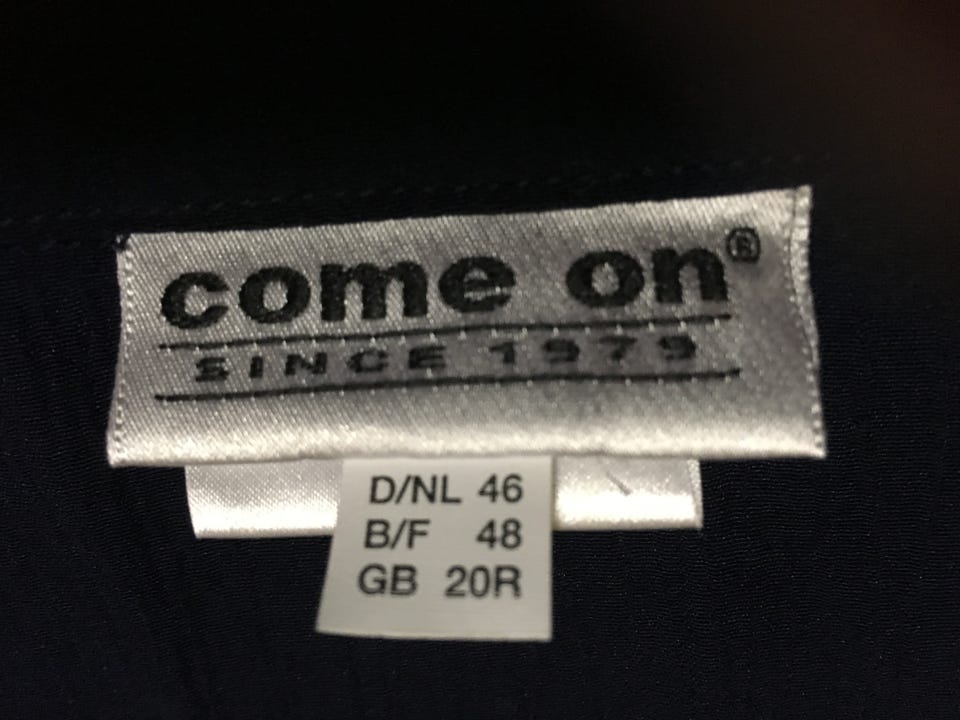 come on®
SINCE 1979
D/NL 46
B/F 48
GB 20R